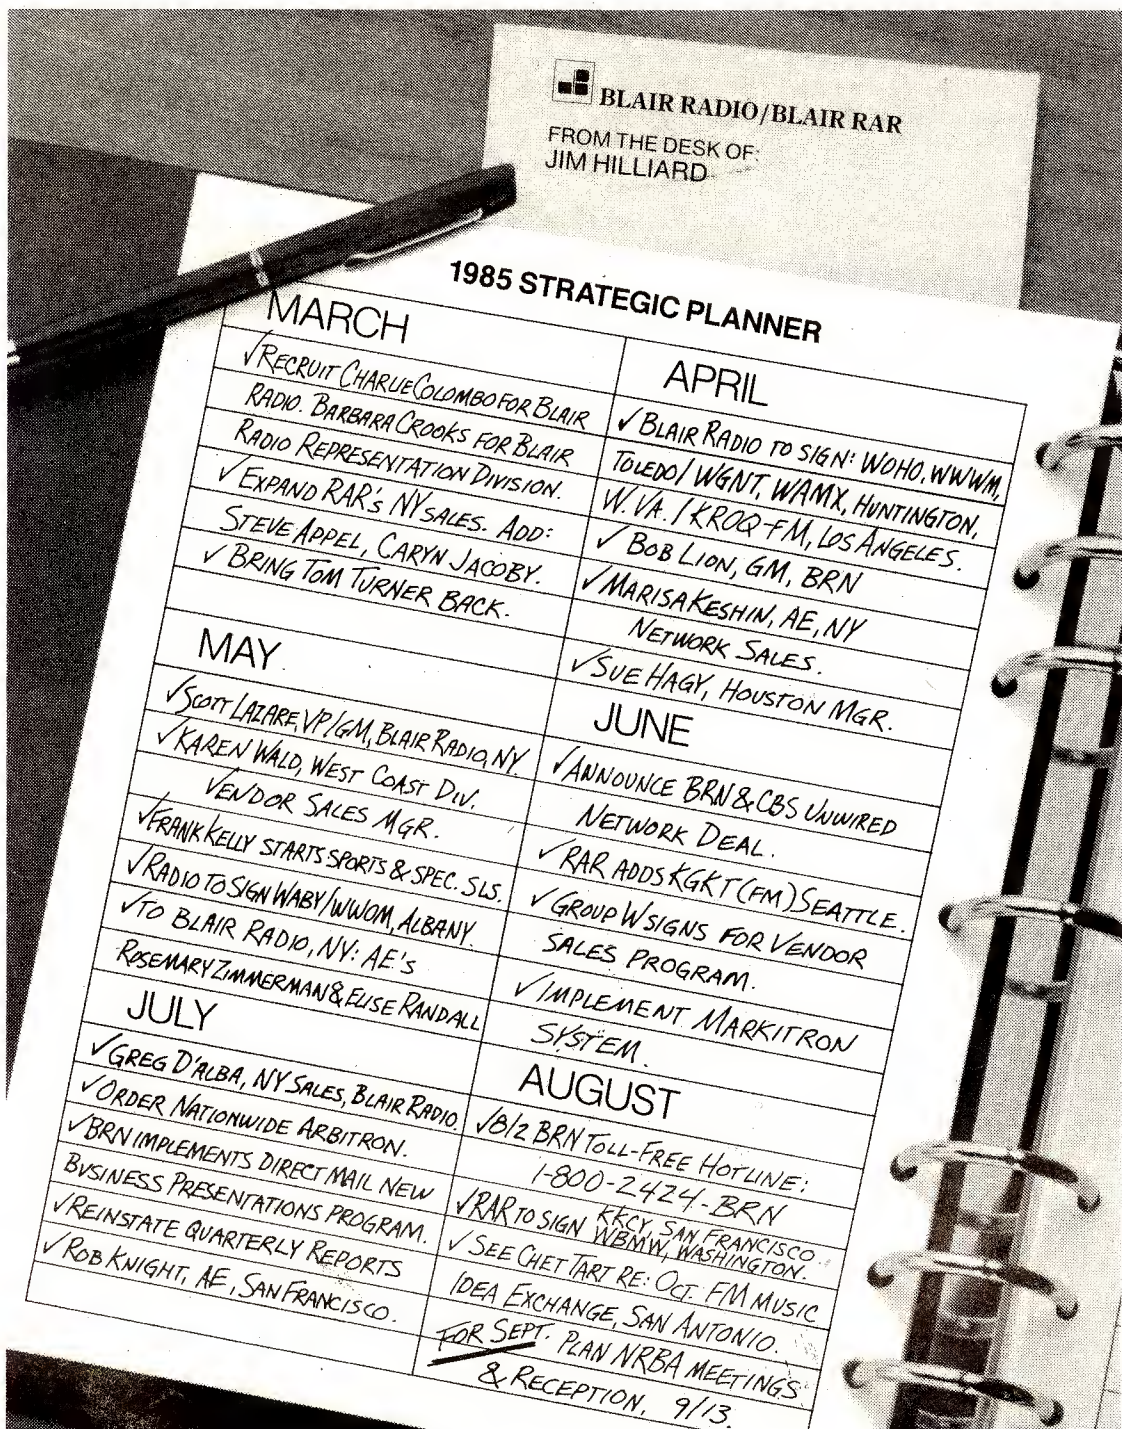 BLAIR RADIO/BLAIR RAR
FROM THE DESK OF:
JIM HILLIARD
1985 STRATEGIC PLANNER
MARCH
✓RECRUIT CHARLIE COLOMBO FOR BLAIR
RADIO. BARBARA CROOKS FOR BLAIR
RADIO REPRESENTATION DIVISION.
✓EXPAND RAR's NY SALES. ADD:
STEVE APPEL, CARYN JACOBY.
✓BRING TOM TURNER BACK.
APRIL
✓BLAIR RADIO TO SIGN: WOHO, WWWM,
TOLEDO/WGNT, WAMX, HUNTINGTON,
W. VA. / KROQ-FM, LOS ANGELES.
✓BOB LION, GM, BRN
✓MARISA KESHIN, AE, NY
NETWORK SALES.
✓SUE HAGY, HOUSTON MGR.
MAY
✓SCOTT LAZARE, VP/GM, BLAIR RADIO, NY.
✓KAREN WALD, WEST COAST DIV.
VENDOR SALES MGR.
✓FRANK KELLY STARTS SPORTS & SPEC. SLS.
✓RADIO TO SIGN WABY/WWOM, ALBANY.
✓TO BLAIR RADIO, NY: AE's
ROSEMARY ZIMMERMAN & ELISE RANDALL
JUNE
✓ANNOUNCE BRN & CBS UNWIRED
NETWORK DEAL.
✓RAR ADDS KGKT (FM) SEATTLE.
✓GROUP W SIGNS FOR VENDOR
SALES PROGRAM.
✓IMPLEMENT MARKITRON
SYSTEM.
JULY
✓GREG D'ALBA, NY SALES, BLAIR RADIO.
✓ORDER NATIONWIDE ARBITRON.
✓BRN IMPLEMENTS DIRECT MAIL NEW
BUSINESS PRESENTATIONS PROGRAM.
✓REINSTATE QUARTERLY REPORTS
✓ROB KNIGHT, AE, SAN FRANCISCO.
AUGUST
✓8/2 BRN TOLL-FREE HOTLINE:
1-800-2424-BRN
✓RAR TO SIGN KKCY, SAN FRANCISCO.
WBMW, WASHINGTON.
✓SEE CHET TART RE: OCT. FM MUSIC
IDEA EXCHANGE, SAN ANTONIO.
FOR SEPT. PLAN NRBA MEETINGS
& RECEPTION, 9/13.